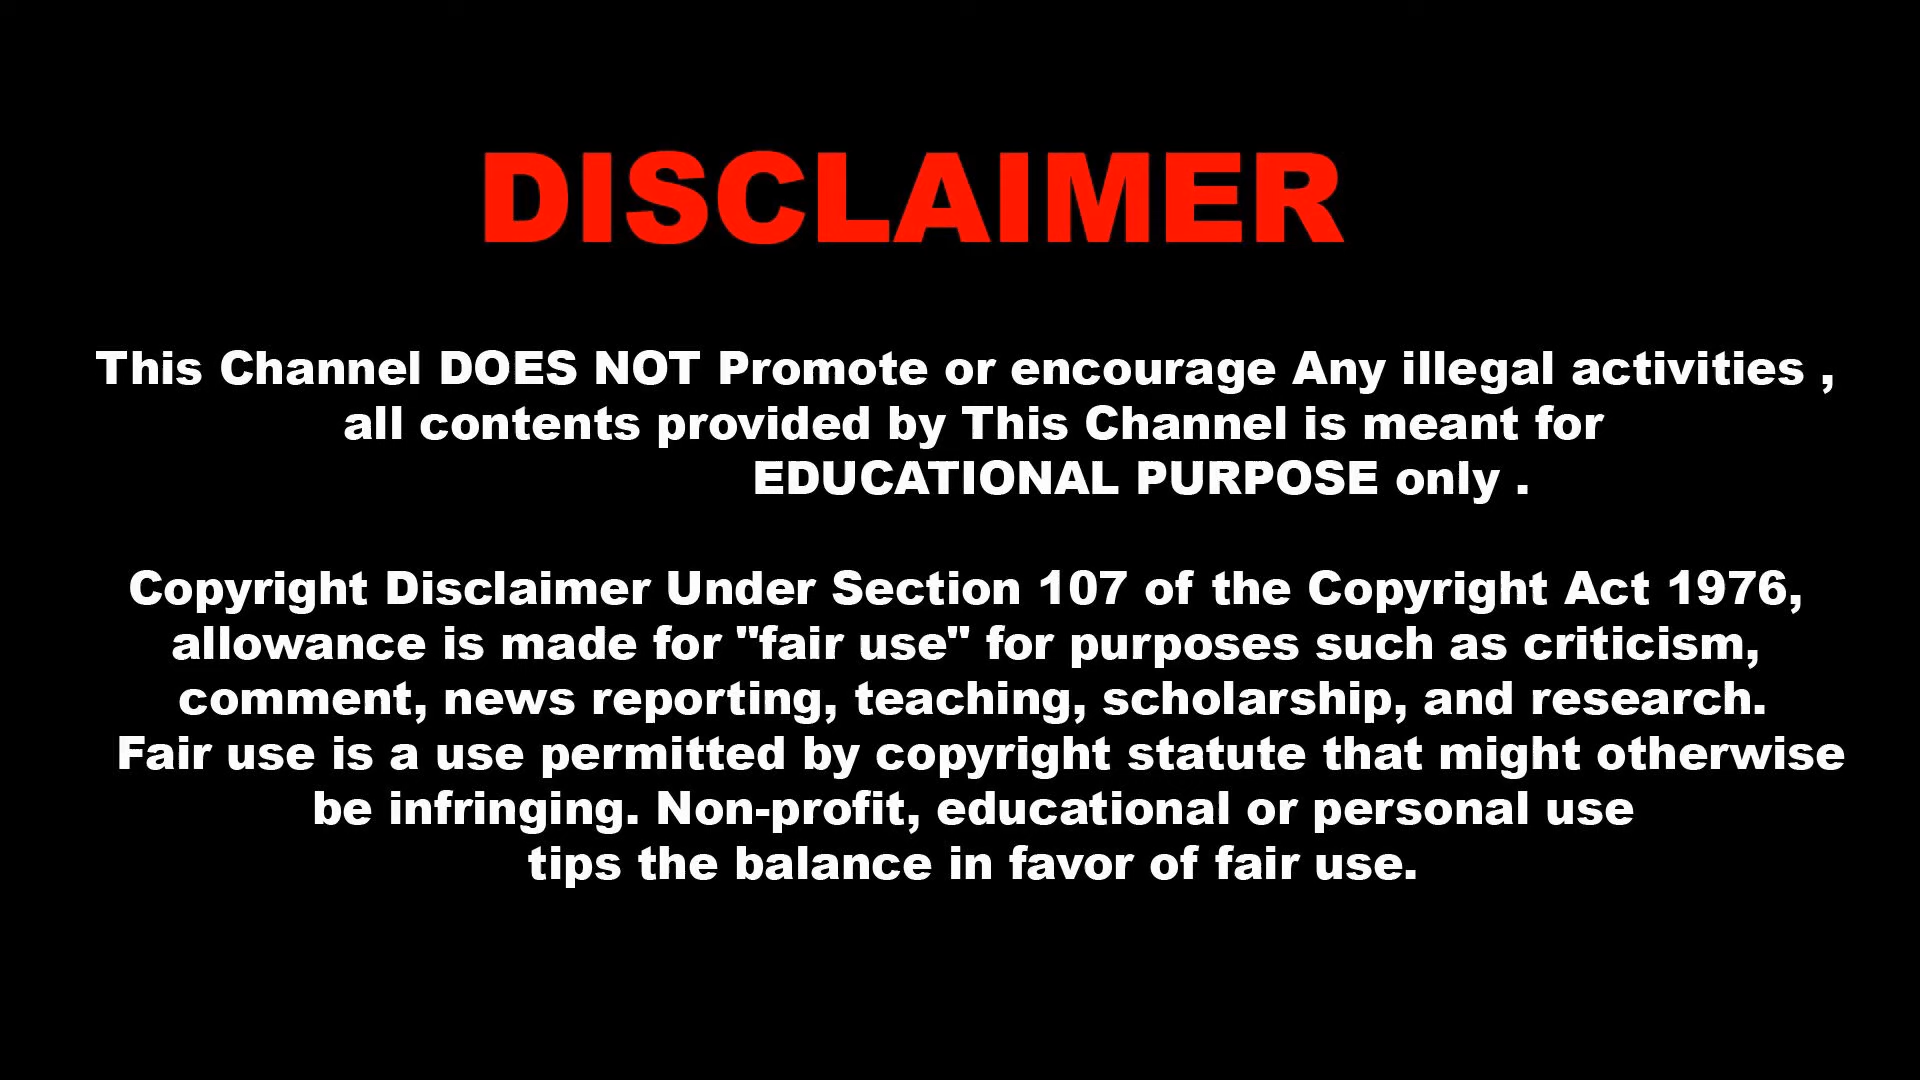 DISCLAIMER
This Channel DOES NOT Promote or encourage Any illegal activities ,
all contents provided by This Channel is meant for
EDUCATIONAL PURPOSE only .
Copyright Disclaimer Under Section 107 of the Copyright Act 1976,
allowance is made for "fair use" for purposes such as criticism,
comment, news reporting, teaching, scholarship, and research.
Fair use is a use permitted by copyright statute that might otherwise
be infringing. Non-profit, educational or personal use
tips the balance in favor of fair use.